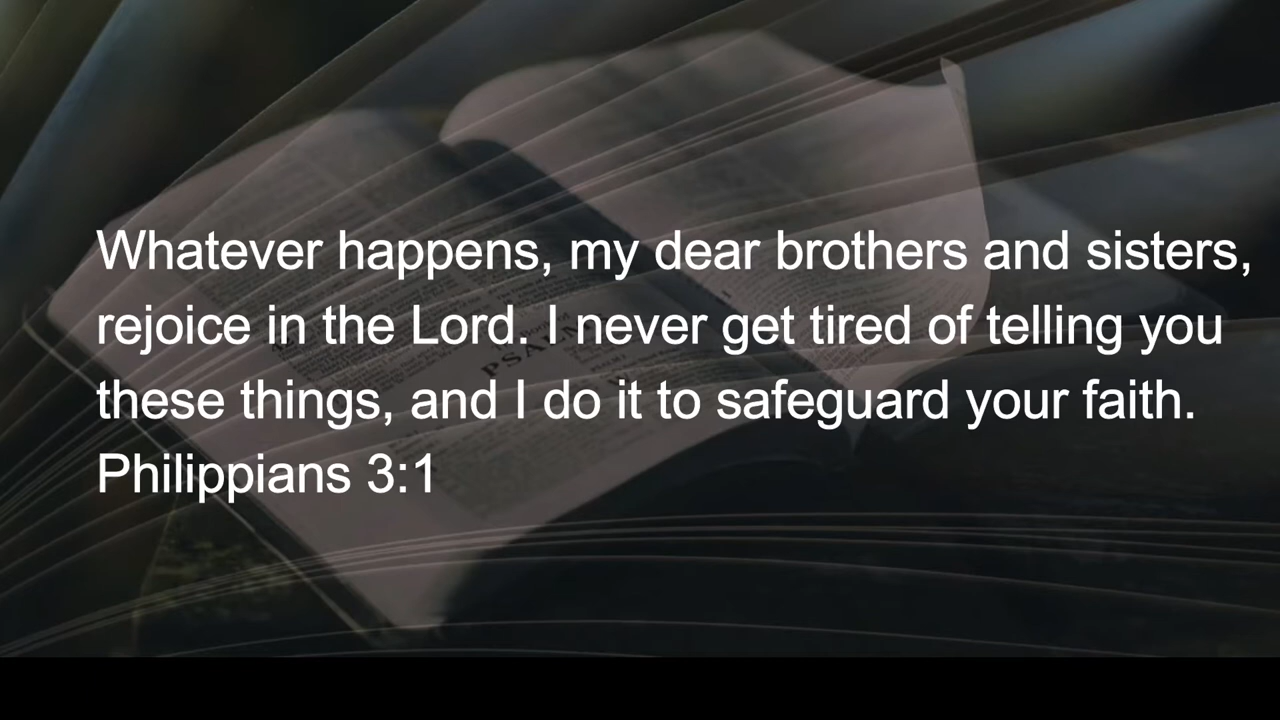 Whatever happens, my dear brothers and sisters,
rejoice in the Lord. I never get tired of telling you
these things, and I do it to safeguard your faith.
Philippians 3:1
PSALMS